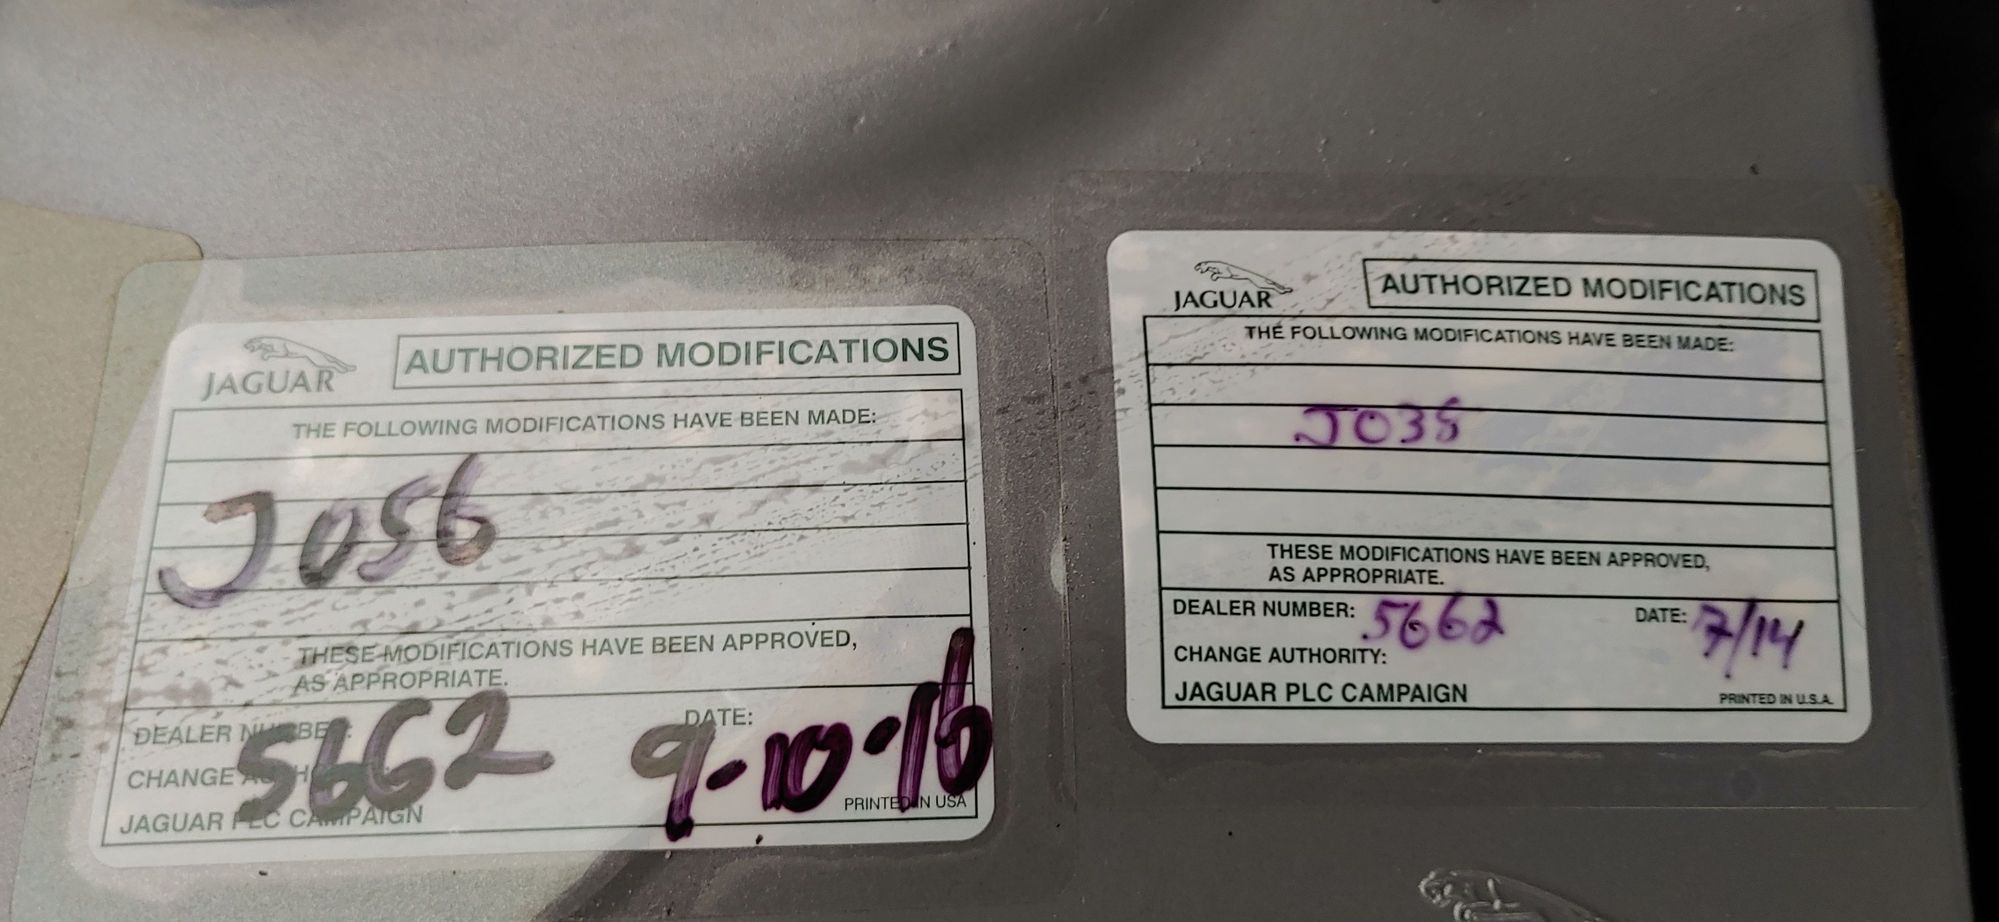 JAGUAR
AUTHORIZED MODIFICATIONS
THE FOLLOWING MODIFICATIONS HAVE BEEN MADE:
J056
THESE MODIFICATIONS HAVE BEEN APPROVED,
AS APPROPRIATE.
DEALER NUMBER: 5662 DATE: 9-10-16
CHANGE AUTHORITY:
JAGUAR PLC CAMPAIGN
PRINTED IN USA
JAGUAR
AUTHORIZED MODIFICATIONS
THE FOLLOWING MODIFICATIONS HAVE BEEN MADE:
J038
THESE MODIFICATIONS HAVE BEEN APPROVED,
AS APPROPRIATE.
DEALER NUMBER: 5662 DATE: 7/14
CHANGE AUTHORITY:
JAGUAR PLC CAMPAIGN
PRINTED IN U.S.A.